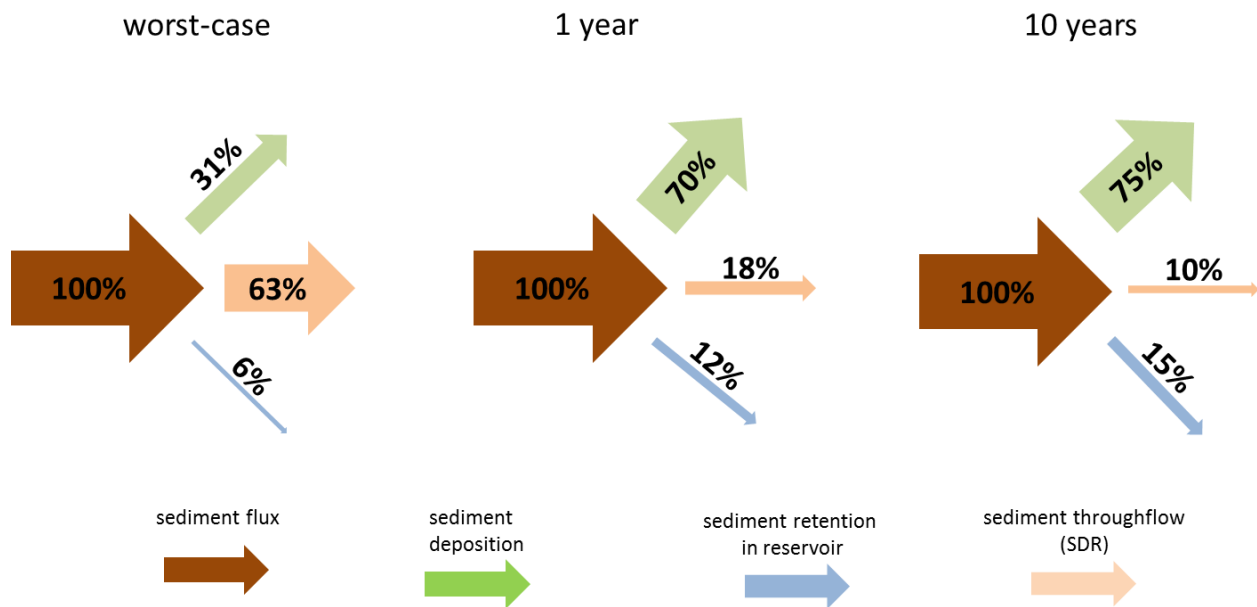 worst-case
1 year
10 years
31%
70%
75%
100%
63%
100%
18%
100%
10%
6%
12%
15%
sediment flux
sediment
deposition
sediment retention
in reservoir
sediment throughflow
(SDR)